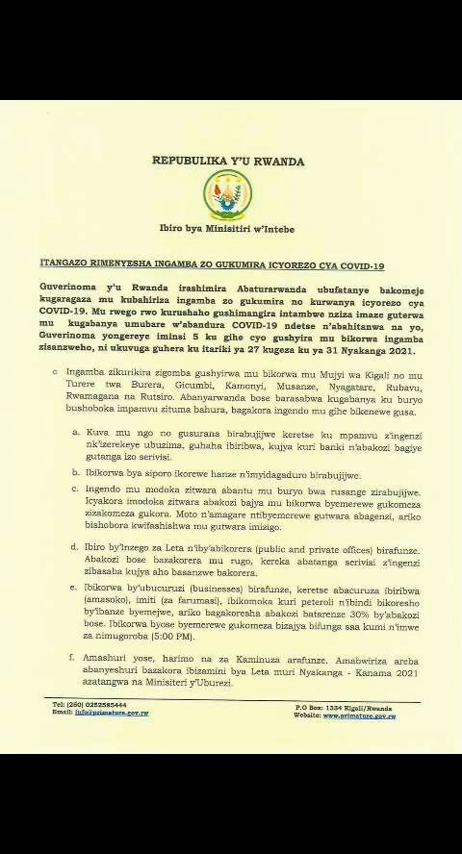 REPUBULIKA Y'U RWANDA
Ibiro bya Minisitiri w'Intebe
ITANGAZO RIMENYESHA INGAMBA ZO GUKUMIRA ICYOREZO CYA COVID-19
Guverinoma y'u Rwanda irashimira Abaturarwanda ubufatanye bakomeje
kugaragaza mu kubahiriza ingamba zo gukumira no kurwanya icyorezo cya
COVID-19. Mu rwego rwo kurushaho gushimangira intambwe nziza imaze guterwa
mu kugabanya umubare w'abandura COVID-19 ndetse n'abahitanwa na yo,
Guverinoma yongereye iminsi 5 ku gihe cyo gushyira mu bikorwa ingamba
zisanzweho, ni ukuvuga guhera ku itariki ya 27 kugeza ku ya 31 Nyakanga 2021.
o Ingamba zikurikira zigomba gushyirwa mu bikorwa mu Mujyi wa Kigali no mu
Turere twa Burera, Gicumbi, Kamonyi, Musanze, Nyagatare, Rubavu,
Rwamagana na Rutsiro. Abanyarwanda bose barasabwa kugabanya ku buryo
bushoboka impamvu zituma bahura, bagakora ingendo mu gihe bikenewe gusa.
a. Kuva mu ngo no gusurana birabujijwe keretse ku mpamvu z'ingenzi
nk'izerekeye ubuzima, guhaha ibiribwa, kujya kuri banki n'abakozi bagiye
gutanga izo serivisi.
b. Ibikorwa bya siporo ikorewe hanze n'imyidagaduro birabujijwe.
c. Ingendo mu modoka zitwara abantu mu buryo bwa rusange zirabujijwe.
Icyakora imodoka zitwara abakozi bajya mu bikorwa byemerewe gukomeza
zizakomeza gukora. Moto n'amagare ntibyemerewe gutwara abagenzi, ariko
bishobora kwifashishwa mu gutwara imizigo.
d. Ibiro by'Inzego za Leta n'iby'abikorera (public and private offices) birafunze.
Abakozi bose bazakorera mu rugo, kereka abatanga serivisi z'ingenzi
zibasaba kujya aho basanzwe bakorera.
e. Ibikorwa by'ubucuruzi (businesses) birafunze, keretse abacuruza ibiribwa
(amasoko), imiti (za farumasi), ibikomoka kuri peteroli n'ibindi bikoresho
by'ibanze byemejwe, ariko bagakoresha abakozi batarenze 30% by'abakozi
bose. Ibikorwa byose byemerewe gukomeza bizajya bifunga saa kumi n'imwe
za nimugoroba (5:00 PM).
f. Amashuri yose, harimo na za Kaminuza arafunze. Amabwiriza areba
abanyeshuri bazakora ibizamini bya Leta muri Nyakanga - Kanama 2021
azatangwa na Minisiteri y'Uburezi.
Tel: (250) 0252585444
Email: info@primature.gov.rw
P.O Box: 1334 Kigali/Rwanda
Website: www.primature.gov.rw